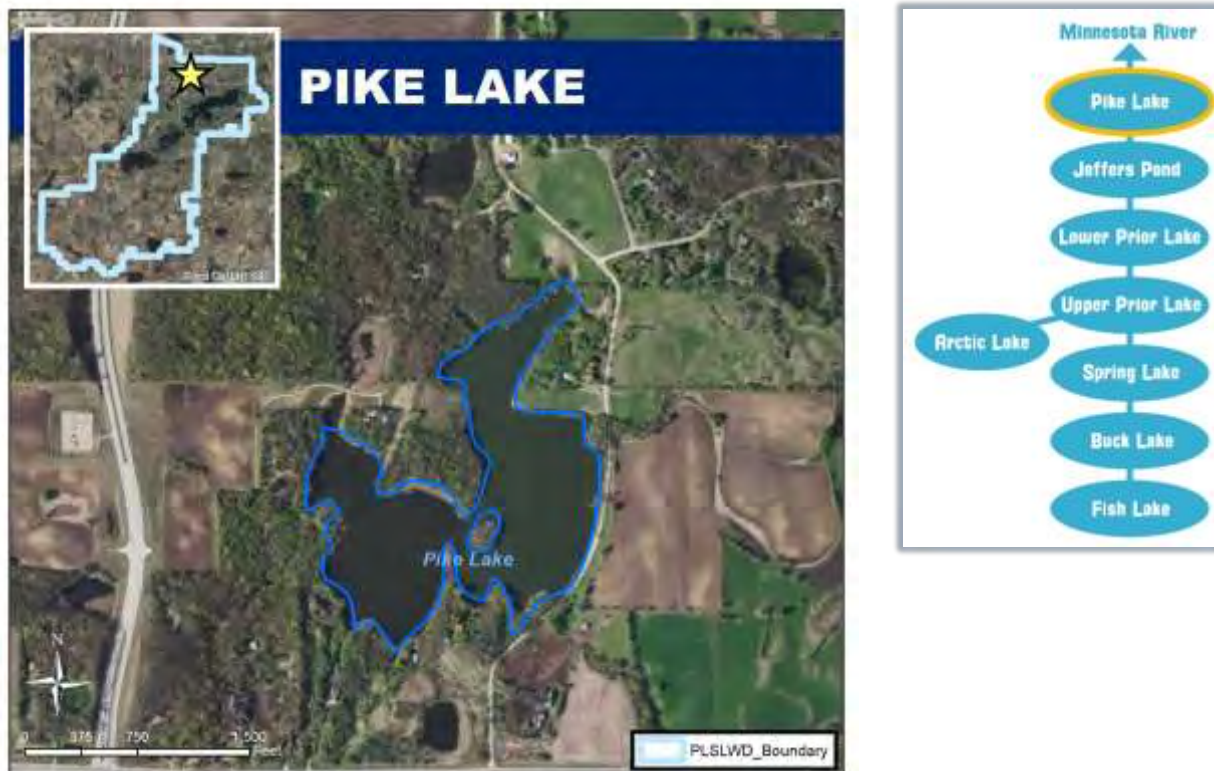 PIKE LAKE
Pike Lake
N
0 375 750 1,500
Feet
PLSLWD_Boundary
Minnesota River
Pike Lake
Jeffers Pond
Lower Prior Lake
Upper Prior Lake
Arctic Lake
Spring Lake
Buck Lake
Fish Lake